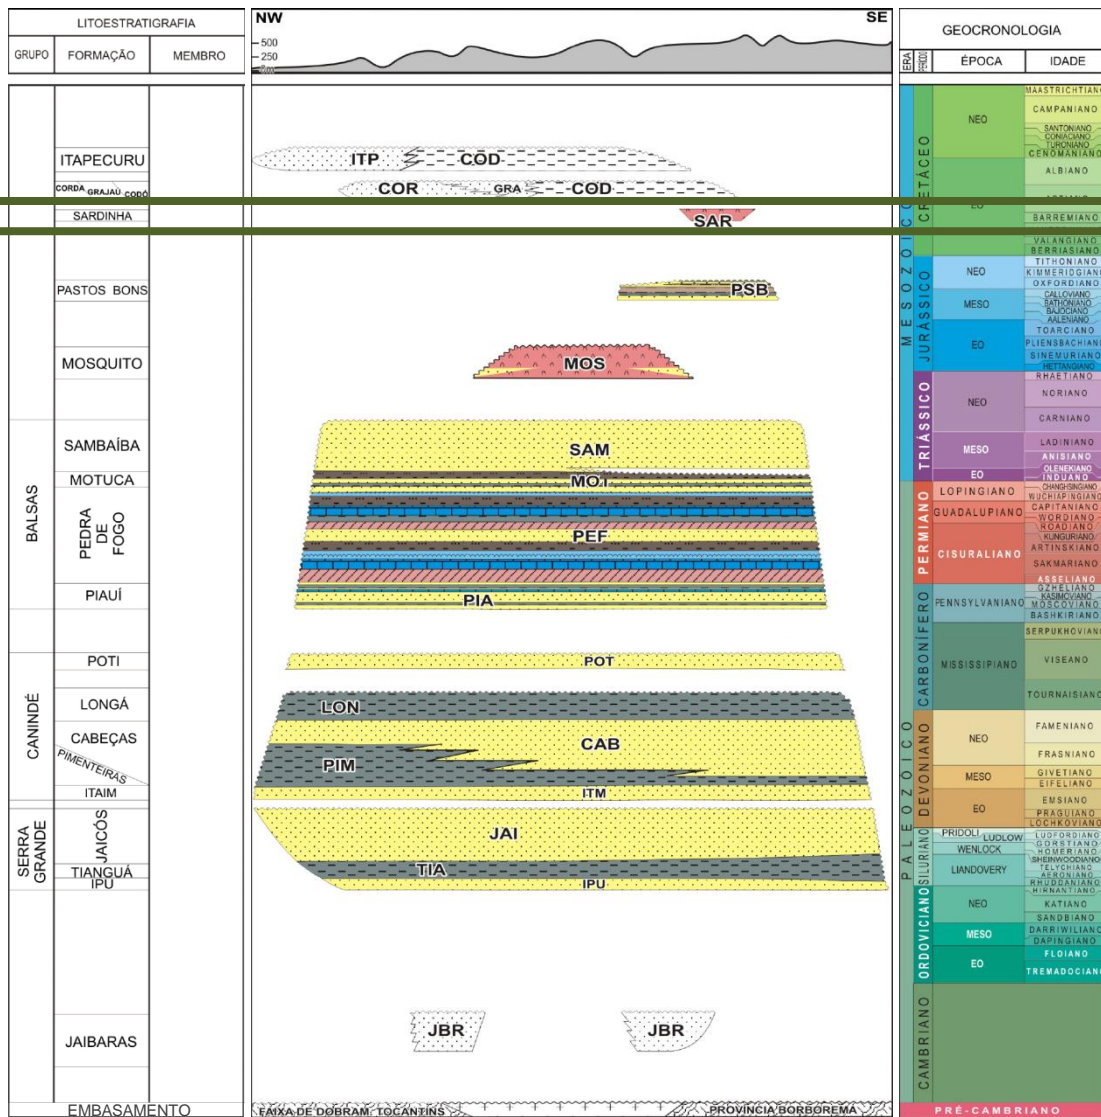 LITOESTRATIGRAFIA
GRUPO FORMAÇÃO MEMBRO
NW SE
500
250
GEOCRONOLOGIA
ERA PERÍODO ÉPOCA IDADE
ITAPECURU
CORDA GRAJAÚ CODÓ
SARDINHA
PASTOS BONS
MOSQUITO
BALSAS
SAMBAÍBA
MOTUCA
PEDRA
DE
FOGO
PIAUÍ
CANINDÉ
POTI
LONGÁ
CABEÇAS
PIMENTEIRAS
ITAIM
SERRA
GRANDE
JAICÓS
TIANGUÁ
IPU
JAIBARAS
EMBASAMENTO
ITP COD
COR GRA COD
SAR
PSB
MOS
SAM
MOT
PEF
PIA
POT
LON
CAB
PIM
ITM
JAI
TIA
IPU
JBR JBR
FAIXA DE DOBRAM. TOCANTINS PROVÍNCIA BORBOREMA
MESOZÓICO
PALEOZÓICO
CRETÁCEO
NEO
MAASTRICHTIANO
CAMPANIANO
SANTONIANO
CONIACIANO
TURONIANO
CENOMANIANO
EO
ALBIANO
BARREMIANO
VALANGIANO
BERRIASIANO
JURÁSSICO
NEO
TITHONIANO
KIMMERIDGIANO
OXFORDIANO
MESO
CALLOVIANO
BATHONIANO
BAJOCIANO
AALENIANO
EO
TOARCIANO
PLIENSBACHIANO
SINEMURIANO
HETTANGIANO
TRIÁSSICO
NEO
RHAETIANO
NORIANO
CARNIANO
MESO
LADINIANO
ANISIANO
EO
OLENEKIANO
INDUANO
PERMIANO
LOPINGIANO
CHANGHSINGIANO
WUCHIAPINGIANO
GUADALUPIANO
CAPITANIANO
WORDIANO
ROADIANO
CISURALIANO
KUNGURIANO
ARTINSKIANO
SAKMARIANO
ASSELIANO
CARBONÍFERO
PENNSYLVANIANO
GZHELIANO
KASIMOVIANO
MOSCOVIANO
BASHKIRIANO
MISSISSIPIANO
SERPUKHOVIANO
VISEANO
TOURNAISIANO
DEVONIANO
NEO
FAMENIANO
FRASNIANO
MESO
GIVETIANO
EIFELIANO
EO
EMSIANO
PRAGUIANO
LOCHKOVIANO
SILURIANO
PRIDOLI
LUDLOW
LUDFORDIANO
GORSTIANO
WENLOCK
HOMERIANO
SHEINWOODIANO
LIANDOVERY
TELYCHIANO
AERONIANO
RHUDDANIANO
ORDOVICIANO
NEO
HIRNANTIANO
KATIANO
SANDBIANO
MESO
DARRIWILIANO
DAPINGIANO
EO
FLOIANO
TREMADOCIANO
CAMBRIANO
PRÉ-CAMBRIANO